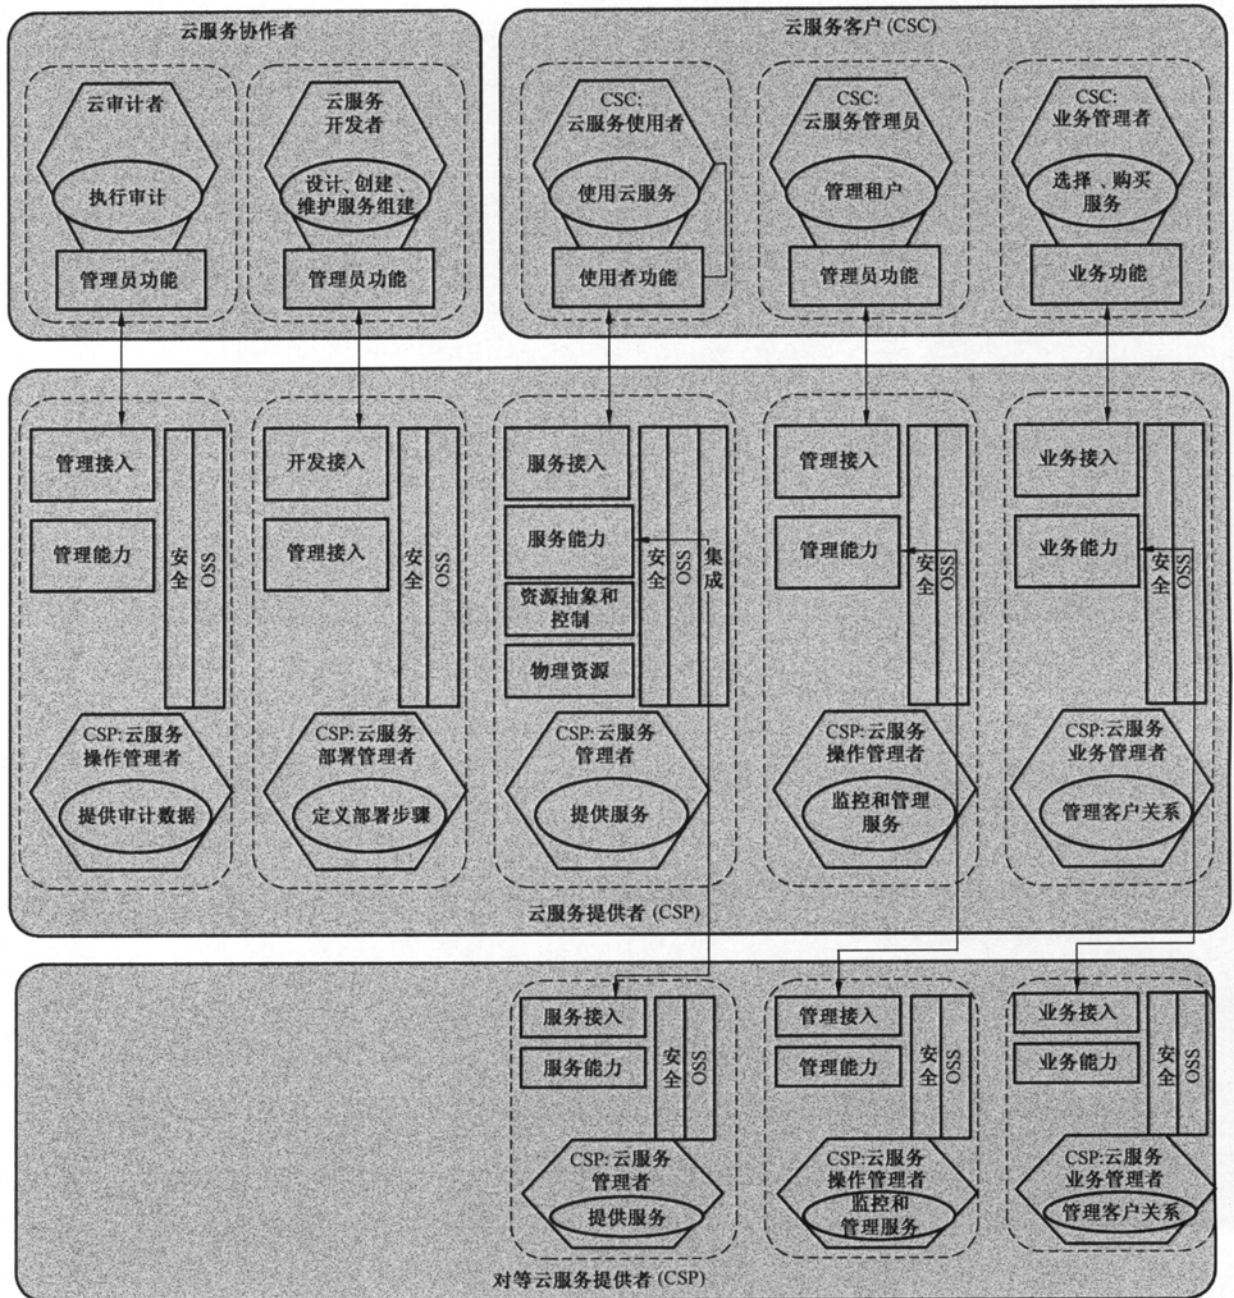 云服务协作者
云审计者
执行审计
管理员功能
云服务
开发者
设计、创建、
维护服务组建
管理员功能
云服务客户(CSC)
CSC:
云服务使用者
使用云服务
使用者功能
CSC:
云服务管理员
管理租户
管理员功能
CSC:
业务管理者
选择、购买
服务
业务功能
管理接入
管理能力
安全
OSS
CSP:云服务
操作管理者
提供审计数据
开发接入
管理接入
安全
OSS
CSP:云服务
部署管理者
定义部署步骤
服务接入
服务能力
资源抽象和
控制
物理资源
安全
OSS
集成
CSP:云服务
管理者
提供服务
管理接入
管理能力
安全
OSS
CSP:云服务
操作管理者
监控和管理
服务
业务接入
业务能力
安全
OSS
CSP:云服务
业务管理者
管理客户关系
云服务提供者(CSP)
服务接入
服务能力
安全
OSS
CSP:云服务
管理者
提供服务
管理接入
管理能力
安全
OSS
CSP:云服务
操作管理者
监控和
管理服务
业务接入
业务能力
安全
OSS
CSP:云服务
业务管理者
管理客户关系
对等云服务提供者(CSP)